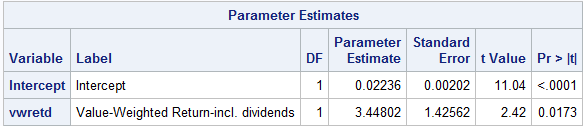 Parameter Estimates
Variable Label DF Parameter Estimate Standard Error t Value Pr > |t|
Intercept Intercept 1 0.02236 0.00202 11.04 <.0001
vwretd Value-Weighted Return-incl. dividends 1 3.44802 1.42562 2.42 0.0173